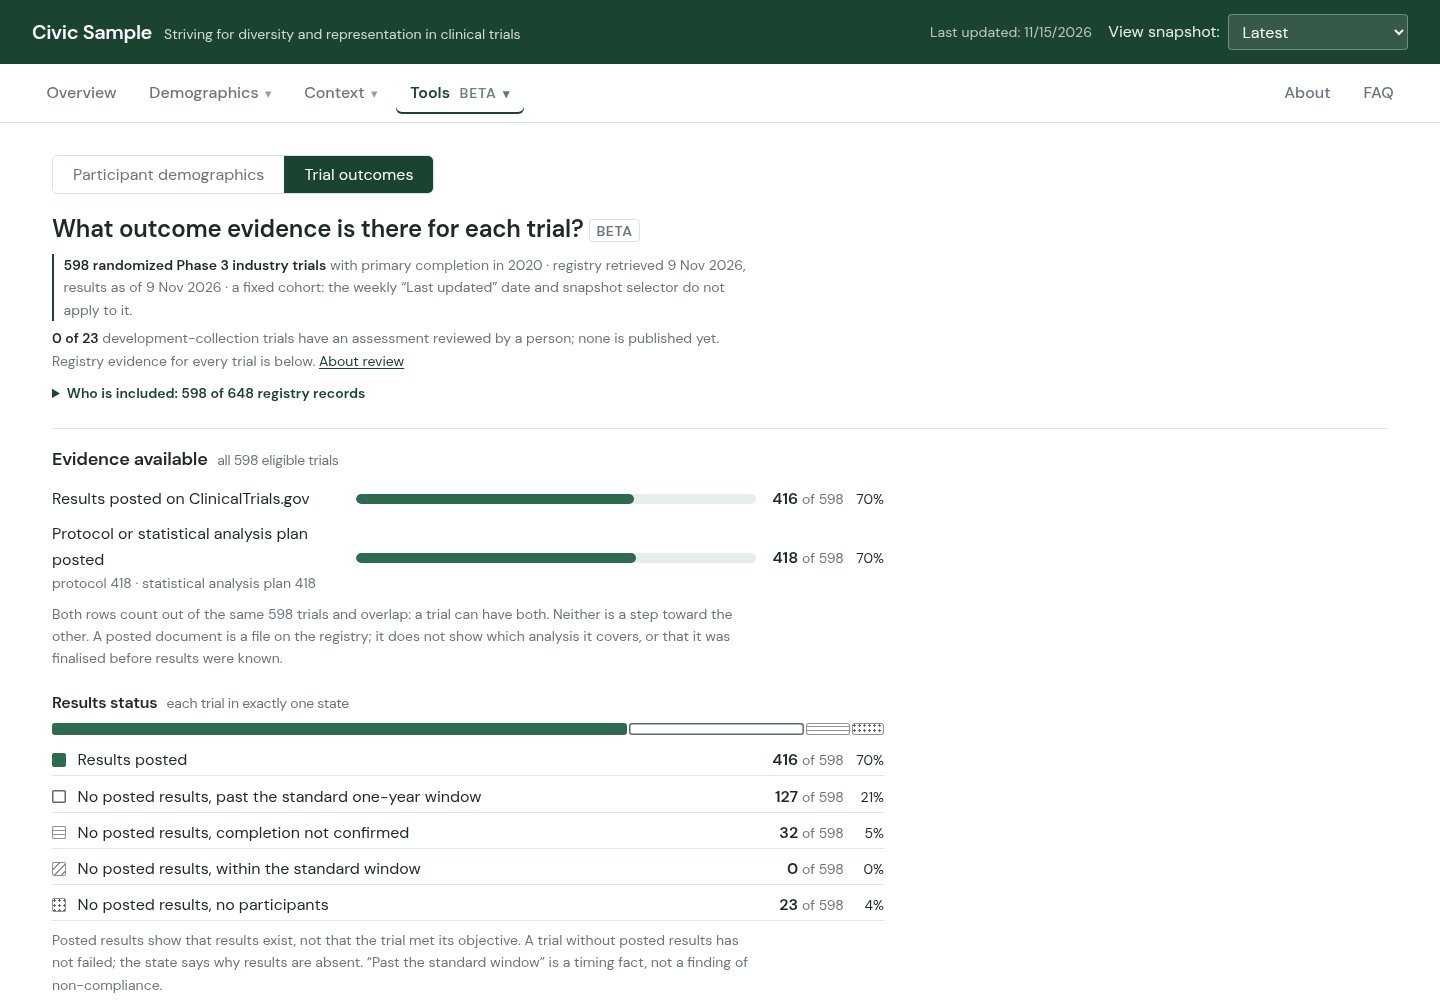 Civic Sample Striving for diversity and representation in clinical trials Last updated: 11/15/2026 View snapshot: Latest
Overview Demographics ▾ Context ▾ Tools BETA ▾ About FAQ
Participant demographics Trial outcomes
What outcome evidence is there for each trial? BETA
598 randomized Phase 3 industry trials with primary completion in 2020 · registry retrieved 9 Nov 2026,
results as of 9 Nov 2026 · a fixed cohort: the weekly “Last updated” date and snapshot selector do not
apply to it.
0 of 23 development-collection trials have an assessment reviewed by a person; none is published yet.
Registry evidence for every trial is below. About review
▶ Who is included: 598 of 648 registry records
Evidence available all 598 eligible trials
Results posted on ClinicalTrials.gov 416 of 598 70%
Protocol or statistical analysis plan
posted 418 of 598 70%
protocol 418 · statistical analysis plan 418
Both rows count out of the same 598 trials and overlap: a trial can have both. Neither is a step toward the
other. A posted document is a file on the registry; it does not show which analysis it covers, or that it was
finalised before results were known.
Results status each trial in exactly one state
Results posted 416 of 598 70%
No posted results, past the standard one-year window 127 of 598 21%
No posted results, completion not confirmed 32 of 598 5%
No posted results, within the standard window 0 of 598 0%
No posted results, no participants 23 of 598 4%
Posted results show that results exist, not that the trial met its objective. A trial without posted results has
not failed; the state says why results are absent. “Past the standard window” is a timing fact, not a finding of
non-compliance.